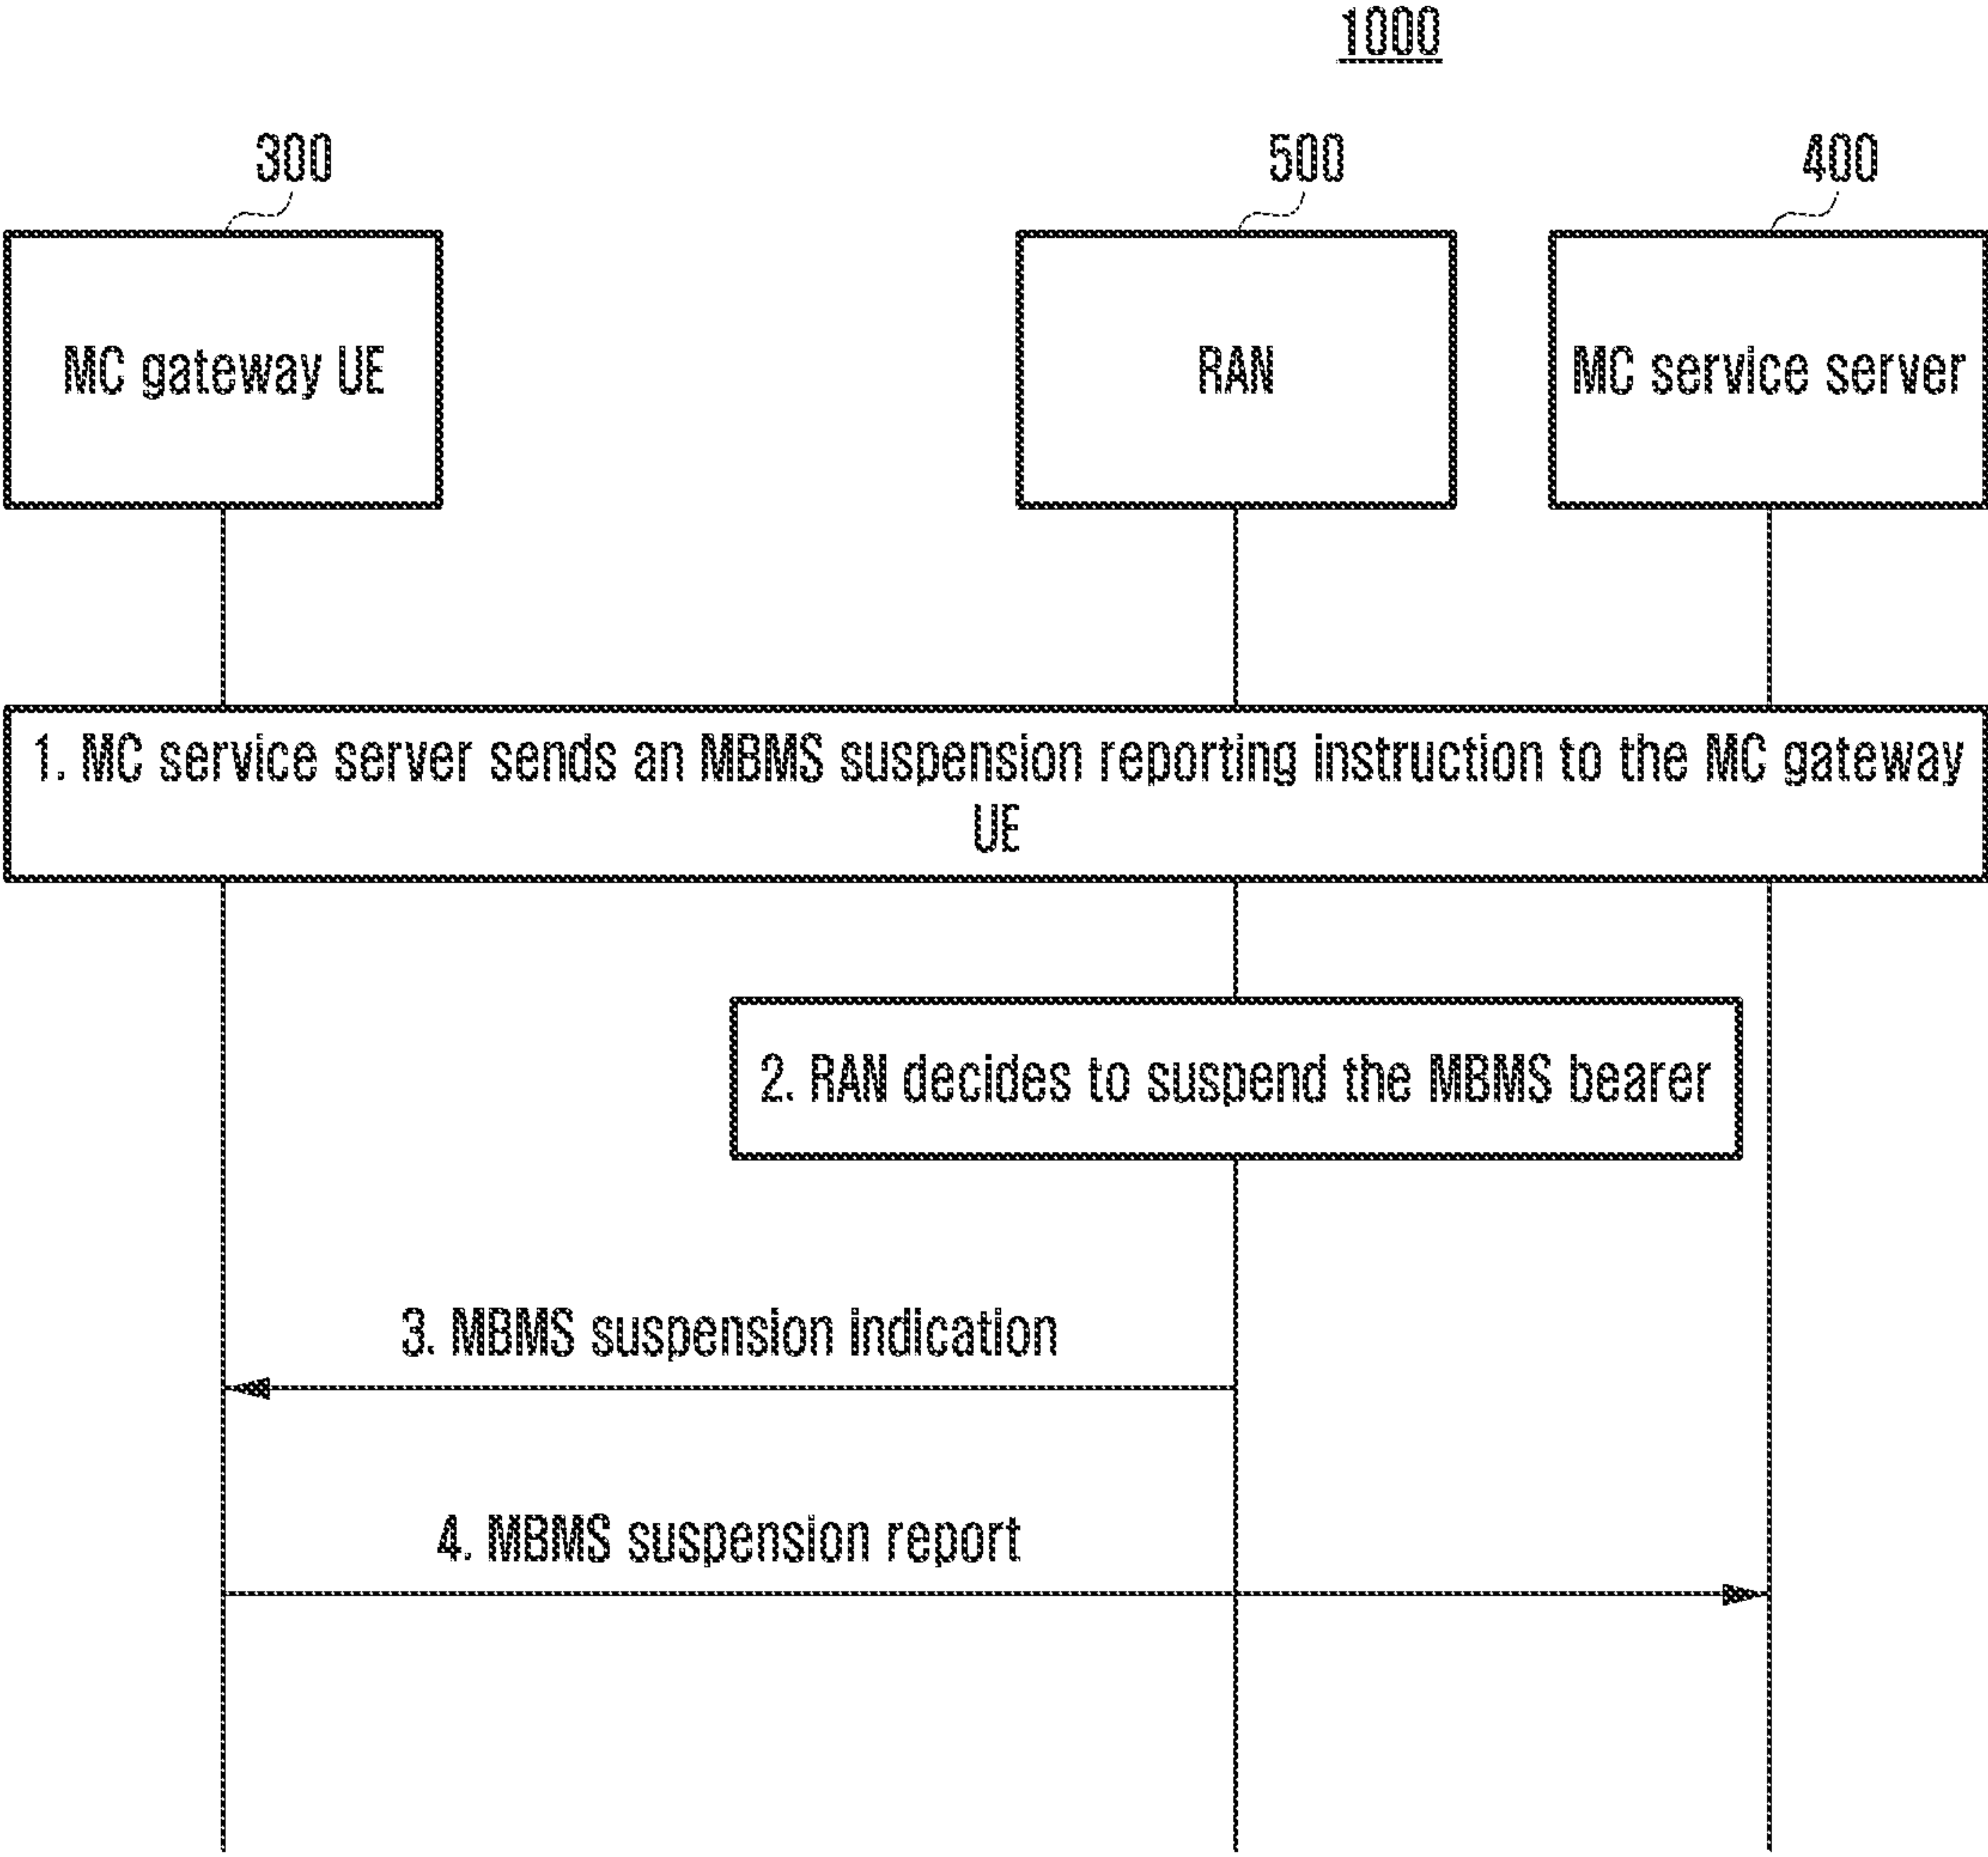 1000
300
500
400
MC gateway UE
RAN
MC service server
1. MC service server sends an MBMS suspension reporting instruction to the MC gateway
UE
2. RAN decides to suspend the MBMS bearer
3. MBMS suspension indication
4. MBMS suspension report